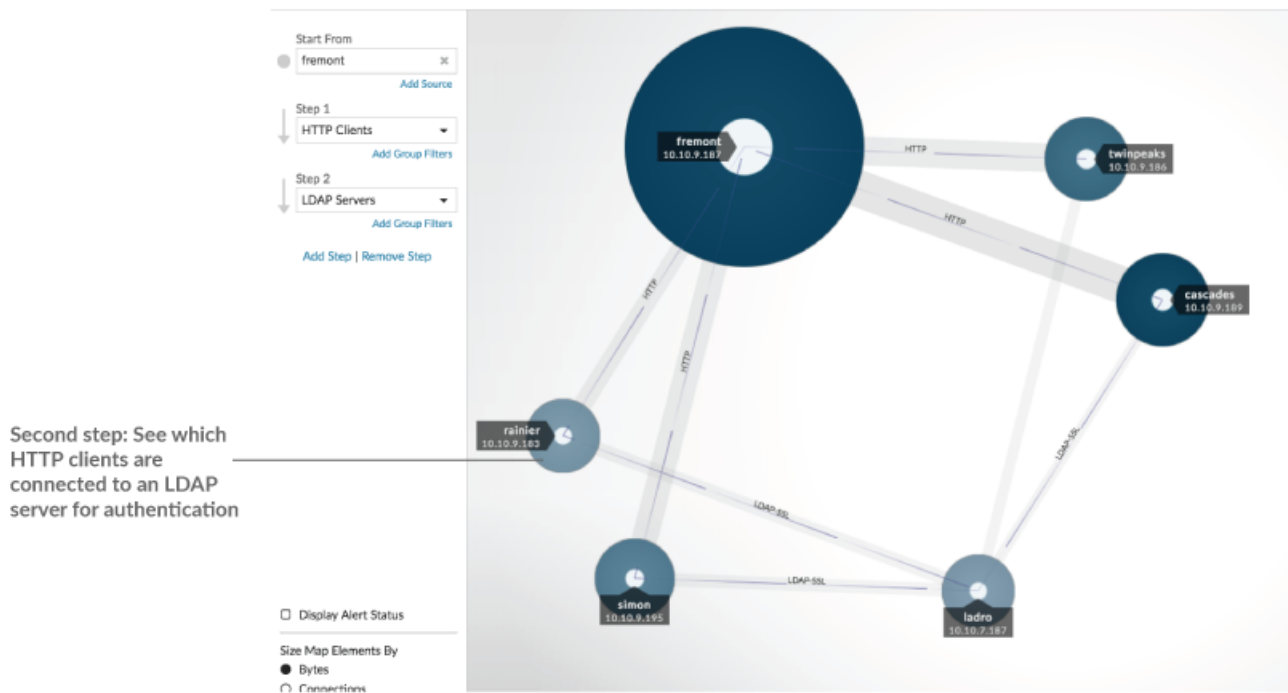 Start From
fremont ×
Add Source
Step 1
HTTP Clients
Add Group Filters
Step 2
LDAP Servers
Add Group Filters
Add Step | Remove Step
Second step: See which
HTTP clients are
connected to an LDAP
server for authentication
Display Alert Status
Size Map Elements By
Bytes
Connections
fremont
10.10.9.187
HTTP
twinpeaks
10.10.9.186
HTTP
cascades
10.10.9.189
HTTP
HTTP
rainier
10.10.9.183
LDAP-SSL
LDAP-SSL
LDAP-SSL
simon
10.10.9.195
ladro
10.10.7.187